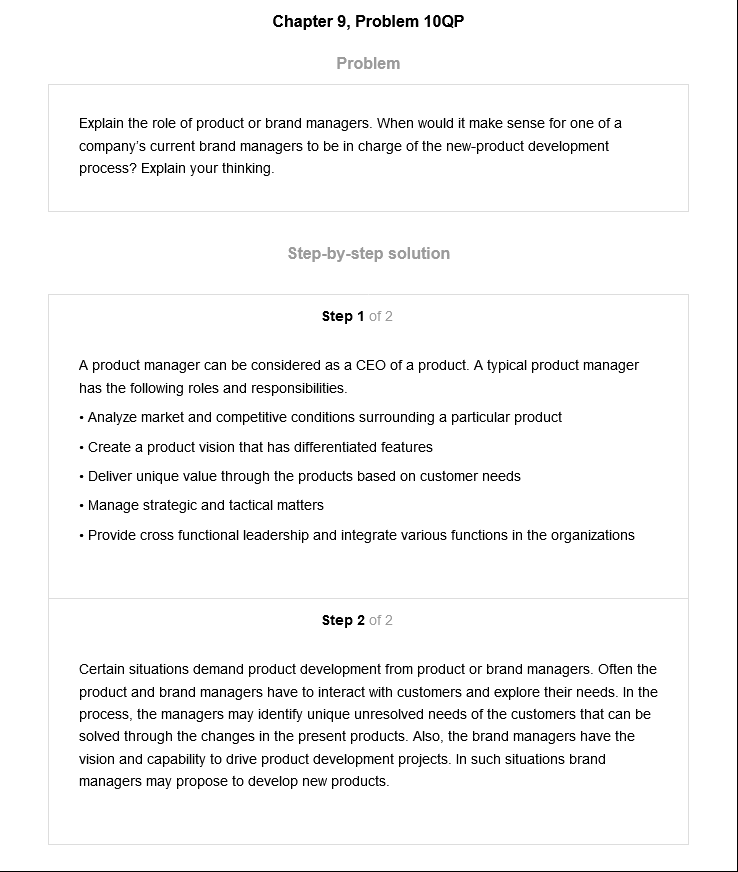 Chapter 9, Problem 10QP
Problem
Explain the role of product or brand managers. When would it make sense for one of a
company's current brand managers to be in charge of the new-product development
process? Explain your thinking.
Step-by-step solution
Step 1 of 2
A product manager can be considered as a CEO of a product. A typical product manager
has the following roles and responsibilities.
• Analyze market and competitive conditions surrounding a particular product
• Create a product vision that has differentiated features
• Deliver unique value through the products based on customer needs
• Manage strategic and tactical matters
• Provide cross functional leadership and integrate various functions in the organizations
Step 2 of 2
Certain situations demand product development from product or brand managers. Often the
product and brand managers have to interact with customers and explore their needs. In the
process, the managers may identify unique unresolved needs of the customers that can be
solved through the changes in the present products. Also, the brand managers have the
vision and capability to drive product development projects. In such situations brand
managers may propose to develop new products.